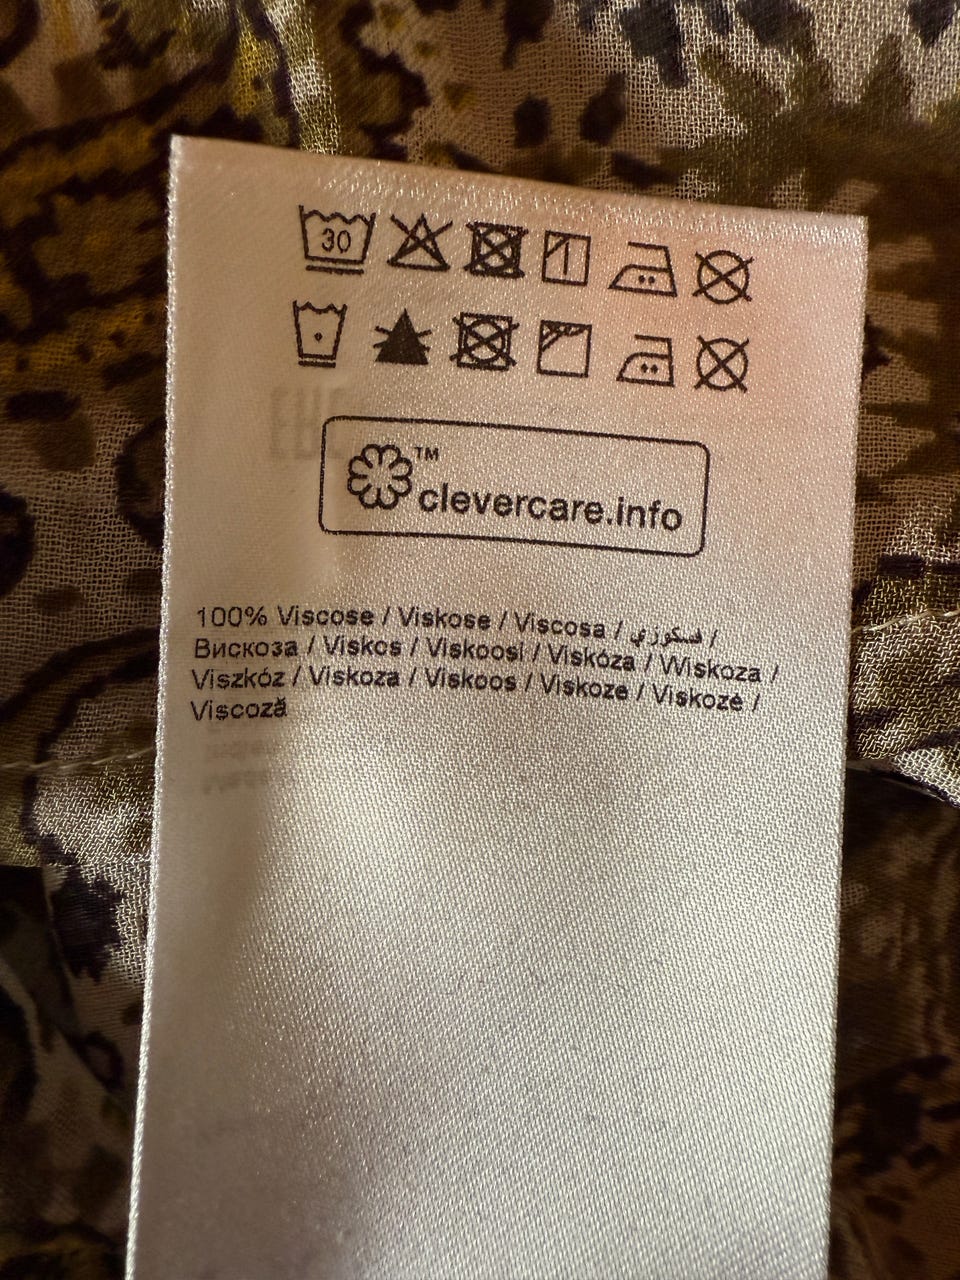 30
TM
clevercare.info
100% Viscose / Viskose / Viscosa / فسكوزي /
Вискоза / Viskos / Viskoosi / Viskóza / Wiskoza /
Viszkóz / Viskoza / Viskoos / Viskoze / Viskozė /
Viscoză